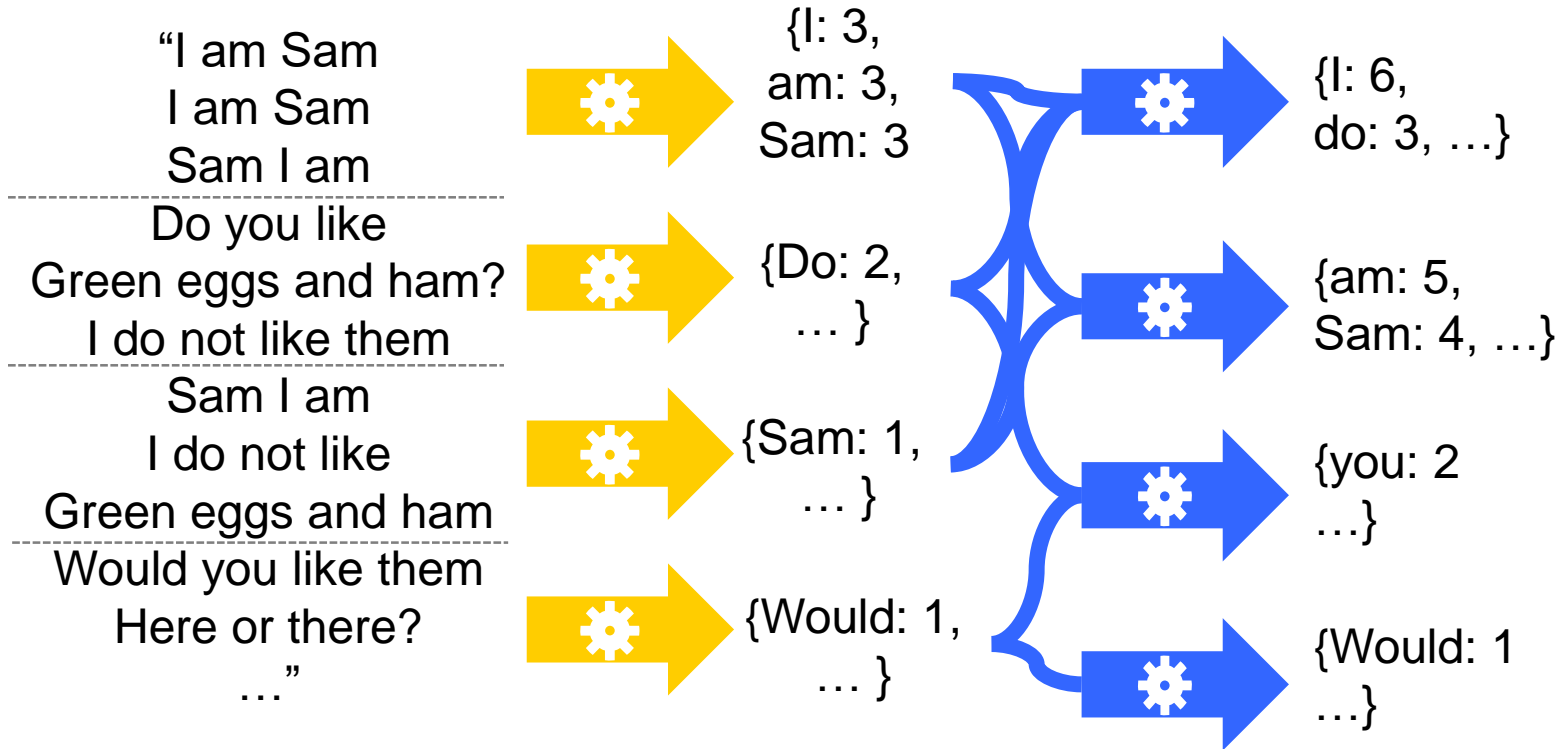 “I am Sam
I am Sam
Sam I am
Do you like
Green eggs and ham?
I do not like them
Sam I am
I do not like
Green eggs and ham
Would you like them
Here or there?
…”
{I: 3,
am: 3,
Sam: 3
{Do: 2,
… }
{Sam: 1,
… }
{Would: 1,
… }
{I: 6,
do: 3, …}
{am: 5,
Sam: 4, …}
{you: 2
…}
{Would: 1
…}